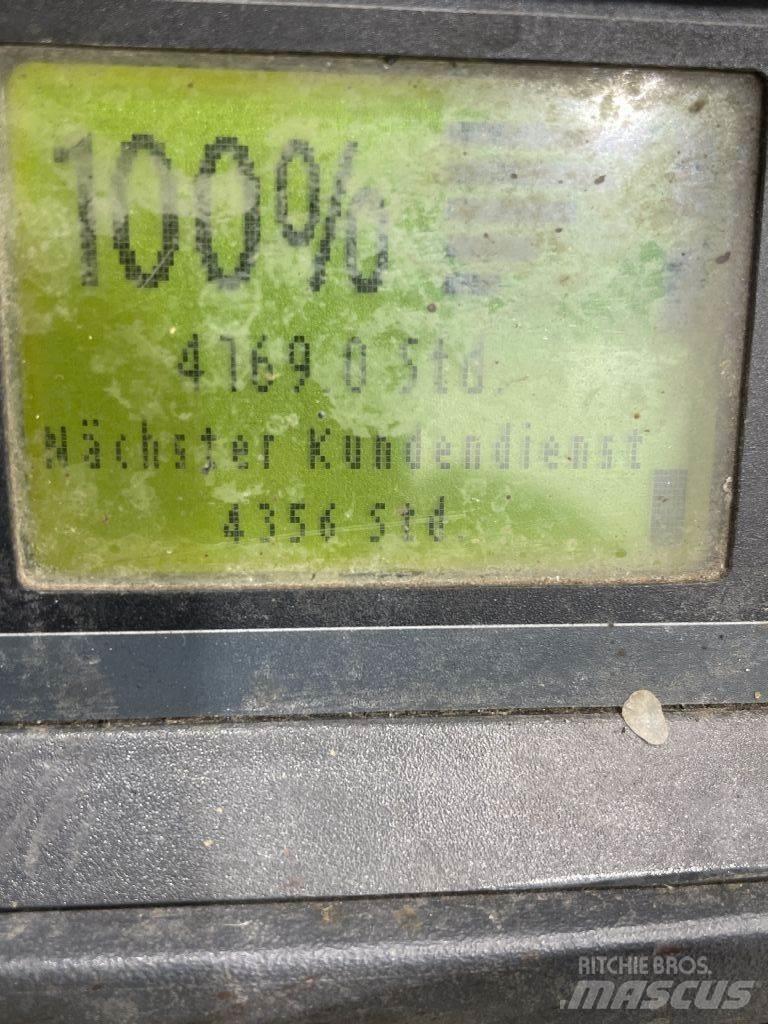 100%
4169.0 Std.
Nächster Kundendienst
4356 Std.
RITCHIE BROS.
MASCUS